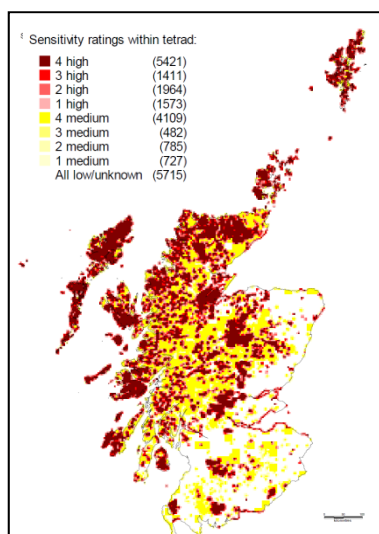 Sensitivity ratings within tetrad:
4 high (5421)
3 high (1411)
2 high (1964)
1 high (1573)
4 medium (4109)
3 medium (482)
2 medium (785)
1 medium (727)
All low/unknown (5715)